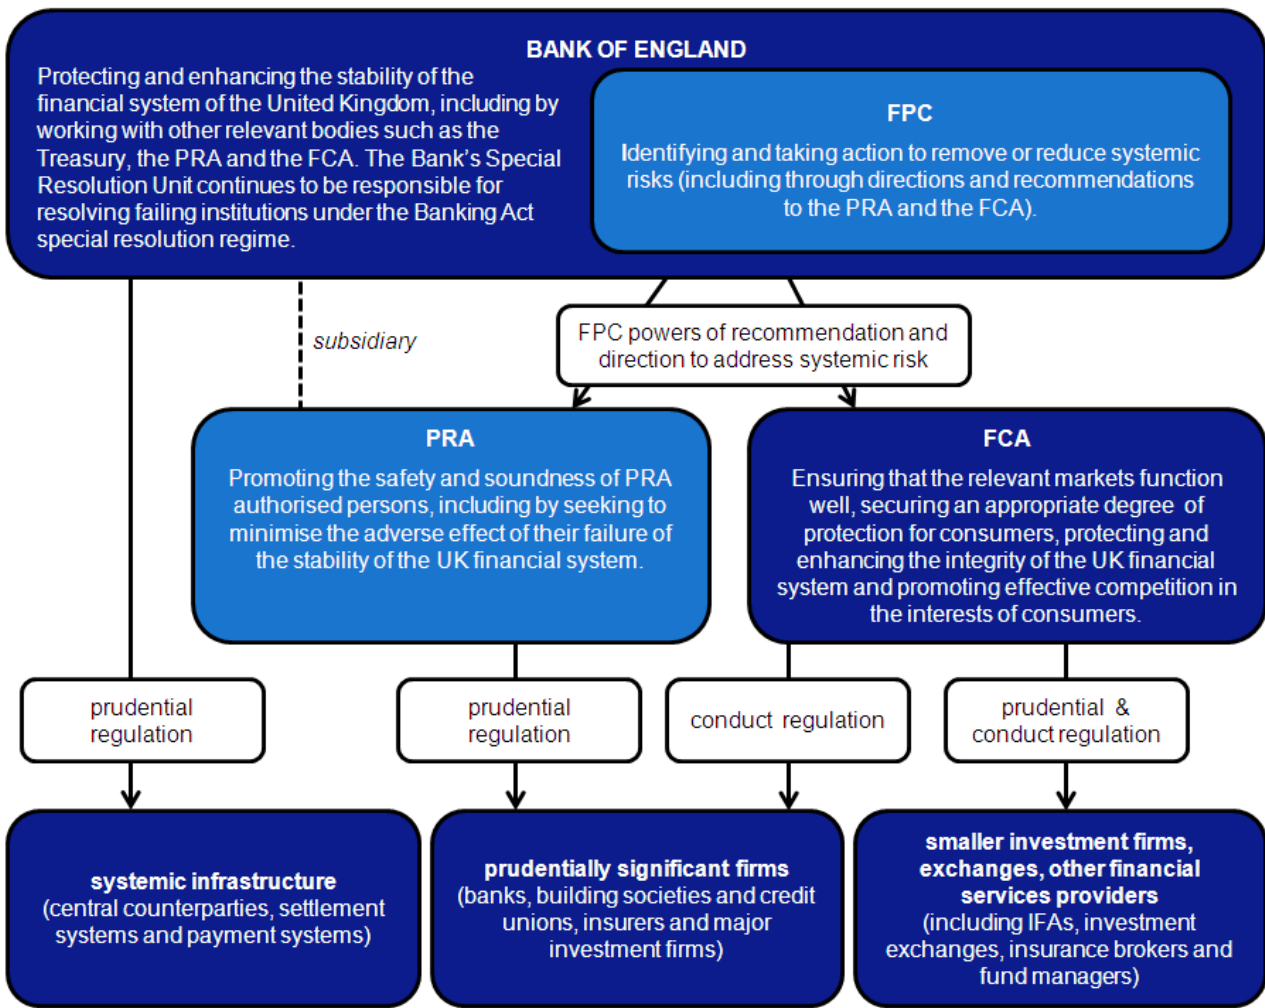 BANK OF ENGLAND
Protecting and enhancing the stability of the
financial system of the United Kingdom, including by
working with other relevant bodies such as the
Treasury, the PRA and the FCA. The Bank's Special
Resolution Unit continues to be responsible for
resolving failing institutions under the Banking Act
special resolution regime.
FPC
Identifying and taking action to remove or reduce systemic
risks (including through directions and recommendations
to the PRA and the FCA).
subsidiary
FPC powers of recommendation and
direction to address systemic risk
PRA
Promoting the safety and soundness of PRA
authorised persons, including by seeking to
minimise the adverse effect of their failure of
the stability of the UK financial system.
FCA
Ensuring that the relevant markets function
well, securing an appropriate degree of
protection for consumers, protecting and
enhancing the integrity of the UK financial
system and promoting effective competition in
the interests of consumers.
prudential
regulation
prudential
regulation
conduct regulation
prudential &
conduct regulation
systemic infrastructure
(central counterparties, settlement
systems and payment systems)
prudentially significant firms
(banks, building societies and credit
unions, insurers and major
investment firms)
smaller investment firms,
exchanges, other financial
services providers
(including IFAs, investment
exchanges, insurance brokers and
fund managers)